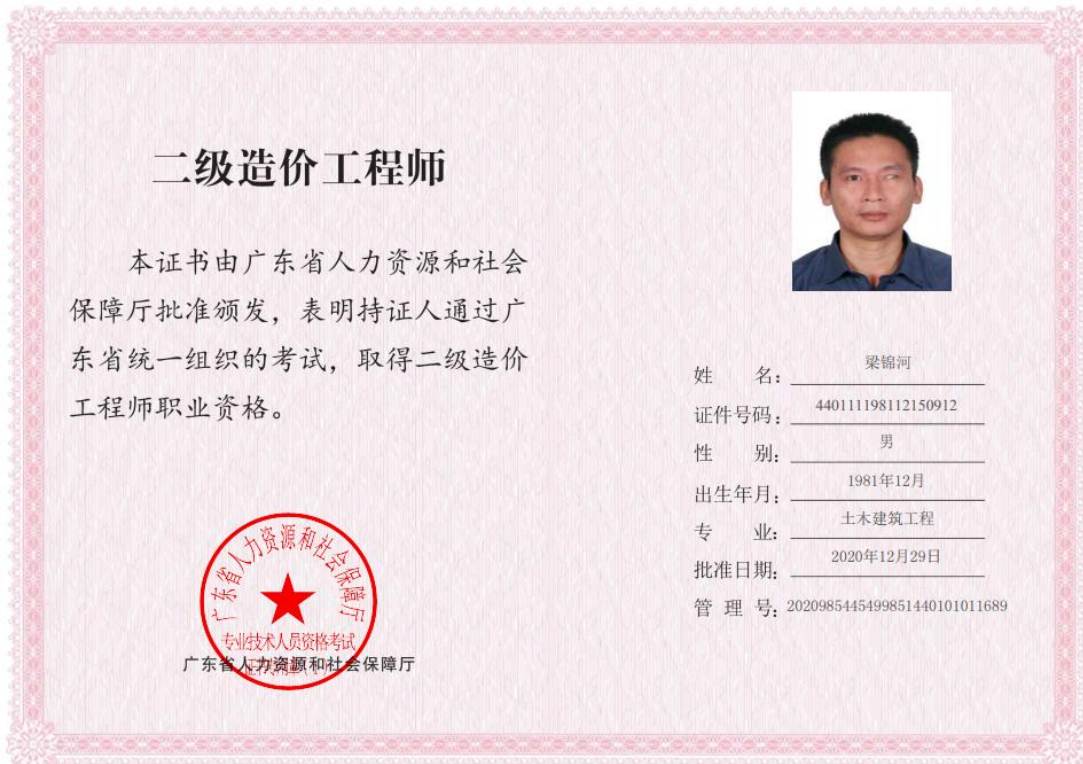 二级造价工程师
本证书由广东省人力资源和社会
保障厅批准颁发，表明持证人通过广
东省统一组织的考试，取得二级造价
工程师职业资格。
广东省人力资源和社会保障厅
专业技术人员资格考试
广东省人力资源和社会保障厅
姓名：梁锦河
证件号码：440111198112150912
性别：男
出生年月：1981年12月
专业：土木建筑工程
批准日期：2020年12月29日
管理号：20209854454998514401010116​89